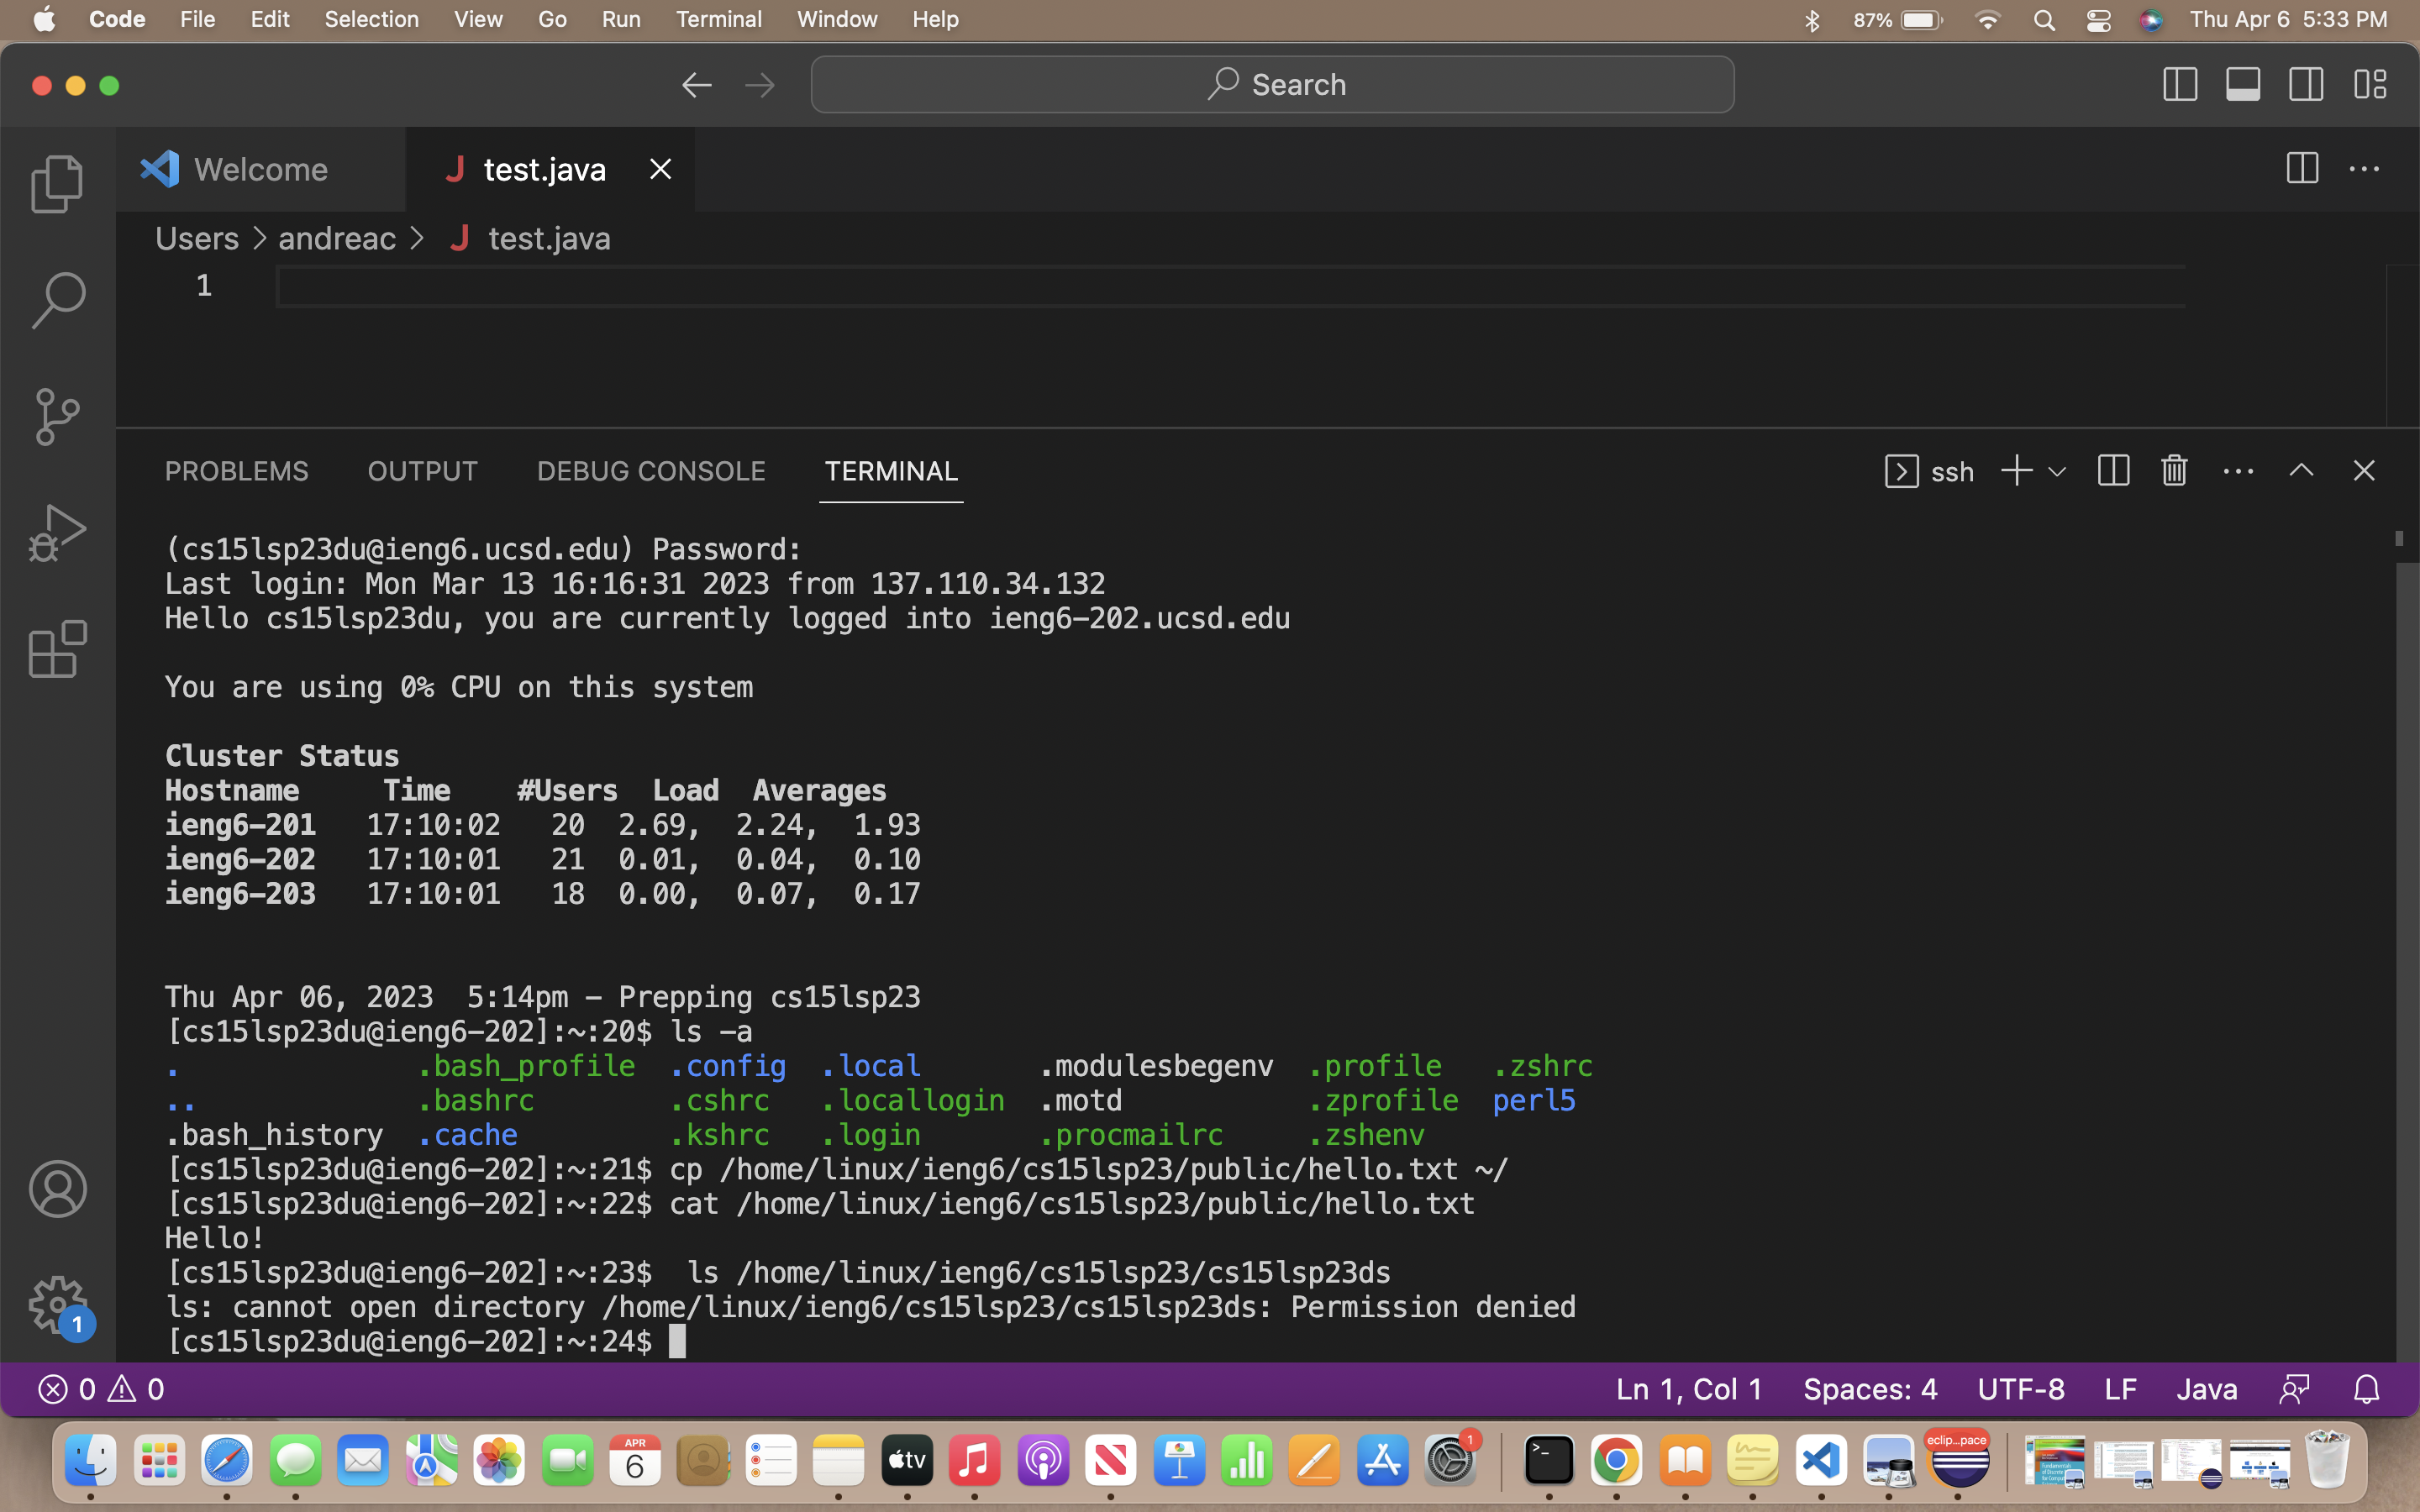 Code File Edit Selection View Go Run Terminal Window Help 87% Thu Apr 6 5:33 PM
Search
Welcome test.java
Users > andreac > test.java
1
PROBLEMS OUTPUT DEBUG CONSOLE TERMINAL ssh
(cs15lsp23du@ieng6.ucsd.edu) Password:
Last login: Mon Mar 13 16:16:31 2023 from 137.110.34.132
Hello cs15lsp23du, you are currently logged into ieng6-202.ucsd.edu
You are using 0% CPU on this system
Cluster Status
Hostname Time #Users Load Averages
ieng6-201 17:10:02 20 2.69, 2.24, 1.93
ieng6-202 17:10:01 21 0.01, 0.04, 0.10
ieng6-203 17:10:01 18 0.00, 0.07, 0.17
Thu Apr 06, 2023 5:14pm - Prepping cs15lsp23
[cs15lsp23du@ieng6-202]:~:20$ ls -a
. .bash_profile .config .local .modulesbegenv .profile .zshrc
.. .bashrc .cshrc .locallogin .motd .zprofile perl5
.bash_history .cache .kshrc .login .procmailrc .zshenv
[cs15lsp23du@ieng6-202]:~:21$ cp /home/linux/ieng6/cs15lsp23/public/hello.txt ~/
[cs15lsp23du@ieng6-202]:~:22$ cat /home/linux/ieng6/cs15lsp23/public/hello.txt
Hello!
[cs15lsp23du@ieng6-202]:~:23$  ls /home/linux/ieng6/cs15lsp23/cs15lsp23ds
ls: cannot open directory /home/linux/ieng6/cs15lsp23/cs15lsp23ds: Permission denied
[cs15lsp23du@ieng6-202]:~:24$
1
0 0 Ln 1, Col 1 Spaces: 4 UTF-8 LF Java
APR
6
tv
1
eclip...pace